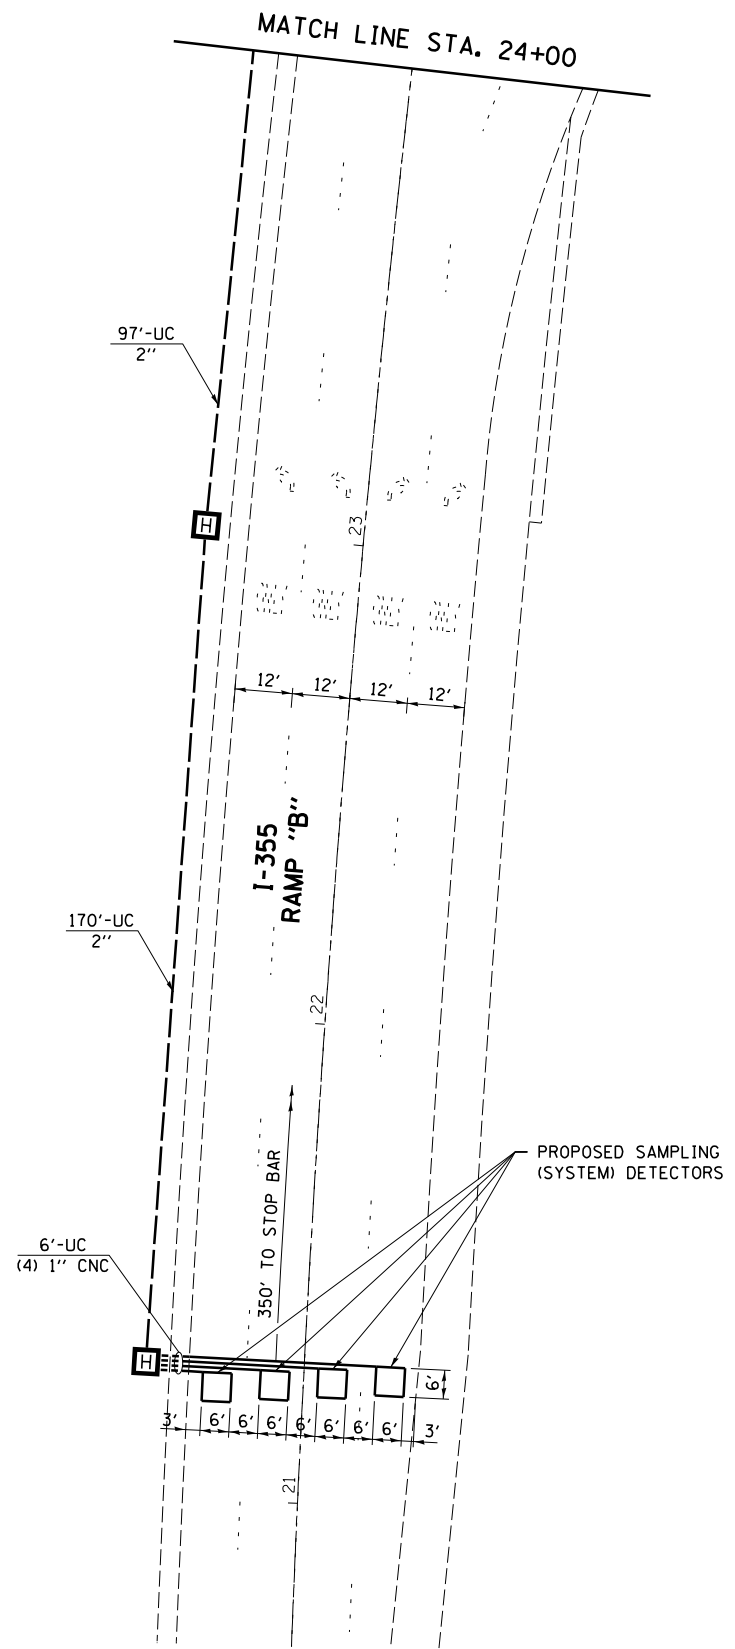 MATCH LINE STA. 24+00
97'-UC
2''
H
23
12' 12' 12' 12'
I-355
RAMP "B"
170'-UC
2''
22
PROPOSED SAMPLING
(SYSTEM) DETECTORS
350' TO STOP BAR
6'-UC
(4) 1'' CNC
H
6'
3' 6' 6' 6' 6' 6' 6' 6' 3'
21